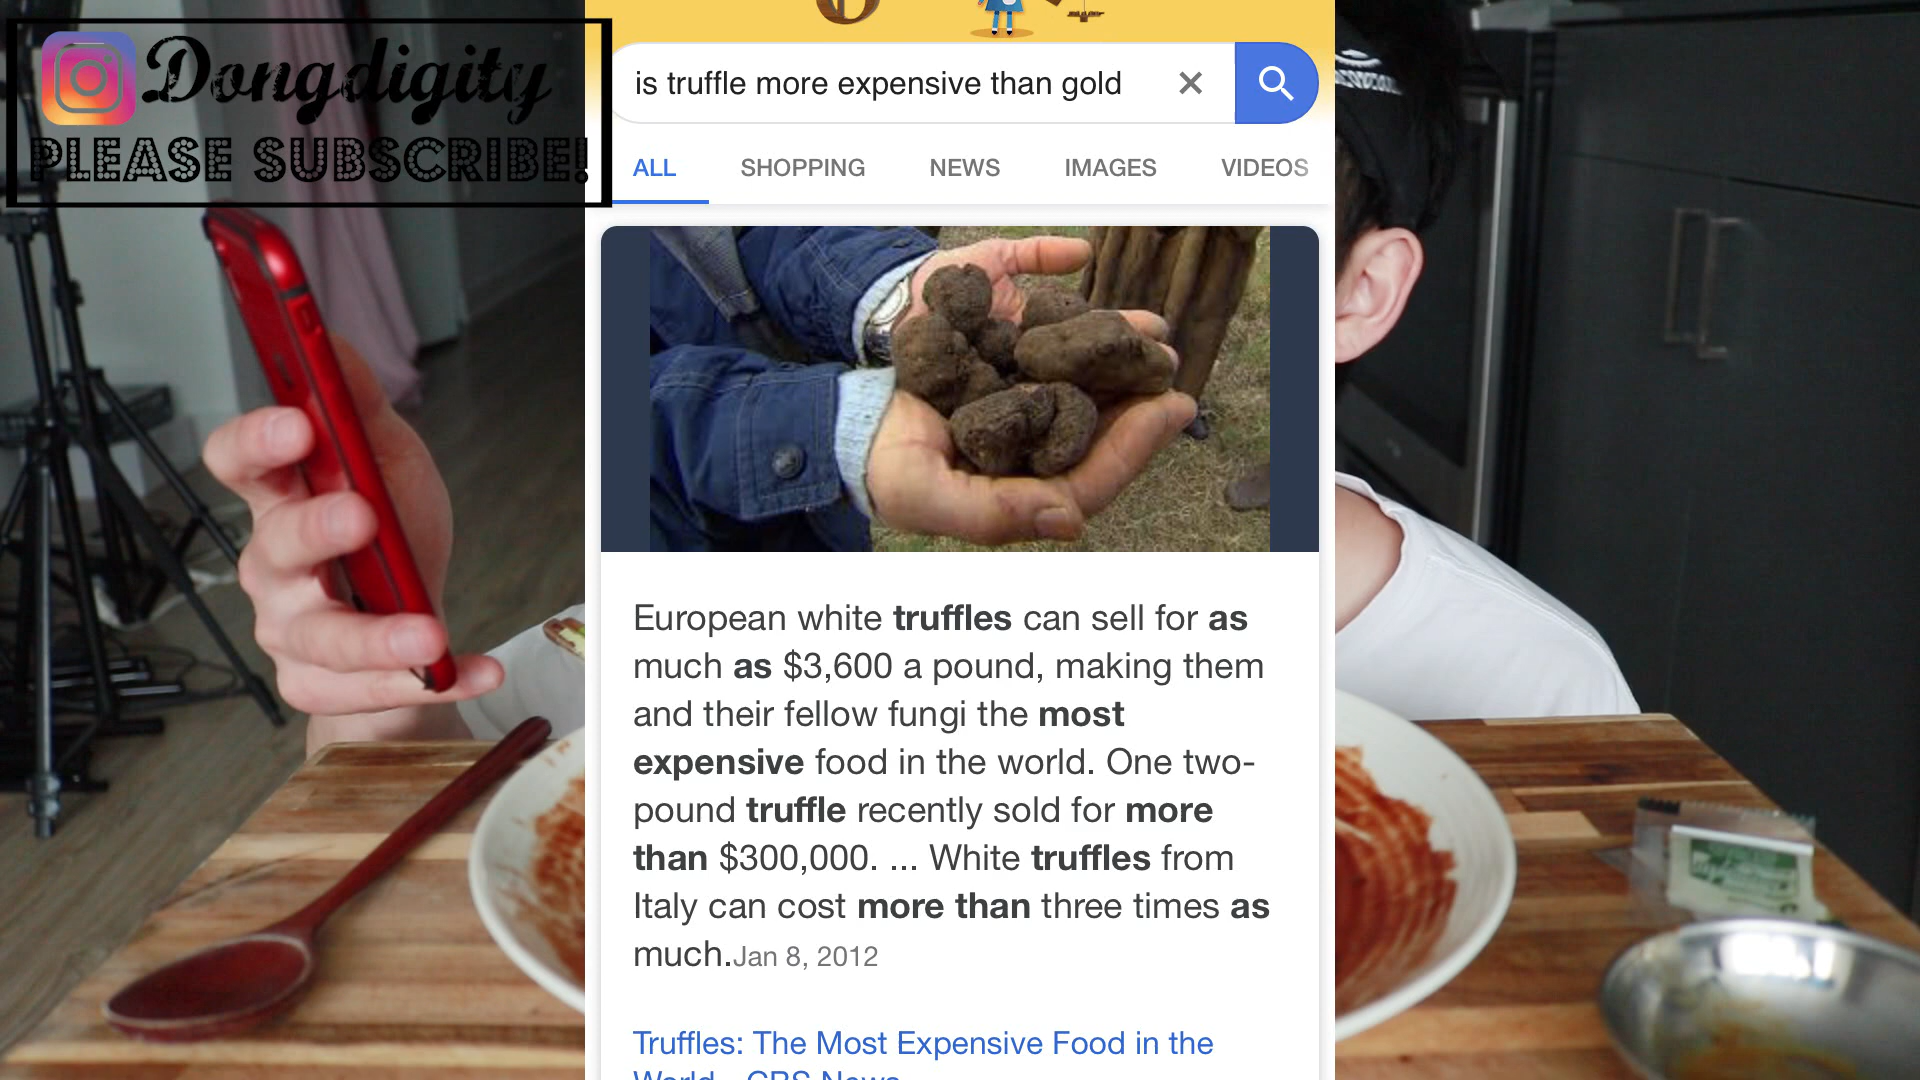 Dongdigity
PLEASE SUBSCRIBE!
is truffle more expensive than gold
ALL SHOPPING NEWS IMAGES VIDEOS
European white truffles can sell for as
much as $3,600 a pound, making them
and their fellow fungi the most
expensive food in the world. One two-
pound truffle recently sold for more
than $300,000. ... White truffles from
Italy can cost more than three times as
much. Jan 8, 2012
Truffles: The Most Expensive Food in the
World - CBS News